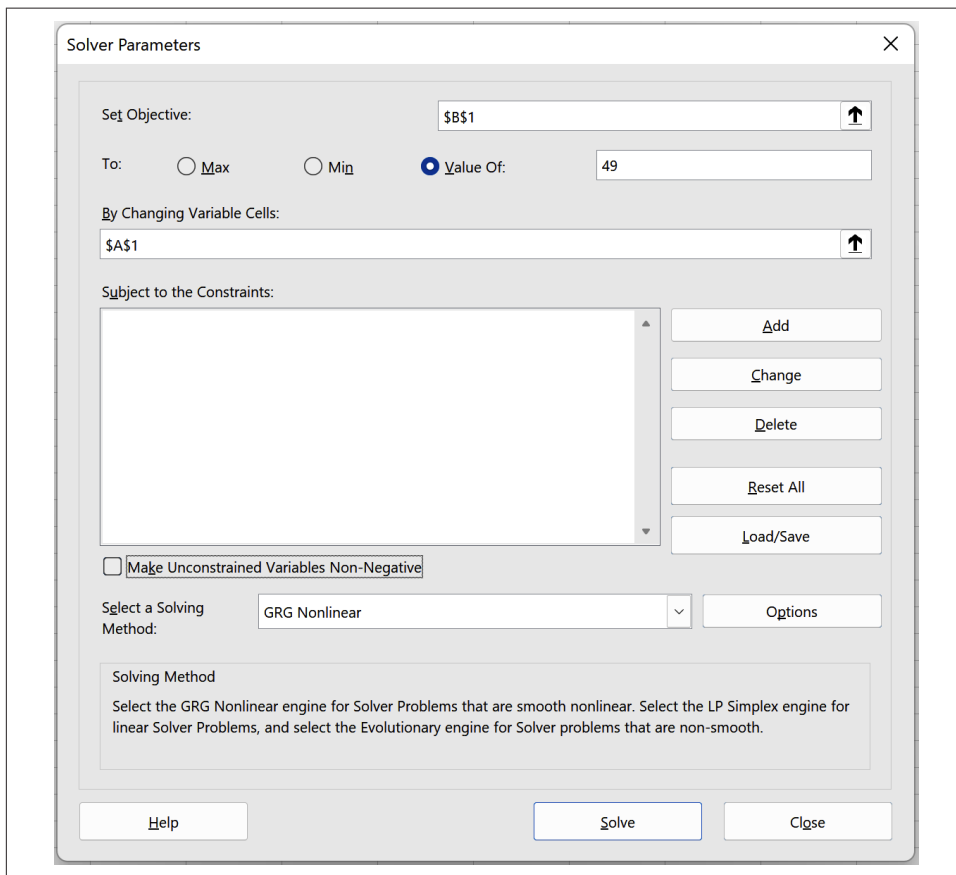 Solver Parameters
Set Objective:
$B$1
To:
Max
Min
Value Of:
49
By Changing Variable Cells:
$A$1
Subject to the Constraints:
Add
Change
Delete
Reset All
Load/Save
Make Unconstrained Variables Non-Negative
Select a Solving
Method:
GRG Nonlinear
Options
Solving Method
Select the GRG Nonlinear engine for Solver Problems that are smooth nonlinear. Select the LP Simplex engine for
linear Solver Problems, and select the Evolutionary engine for Solver problems that are non-smooth.
Help
Solve
Close